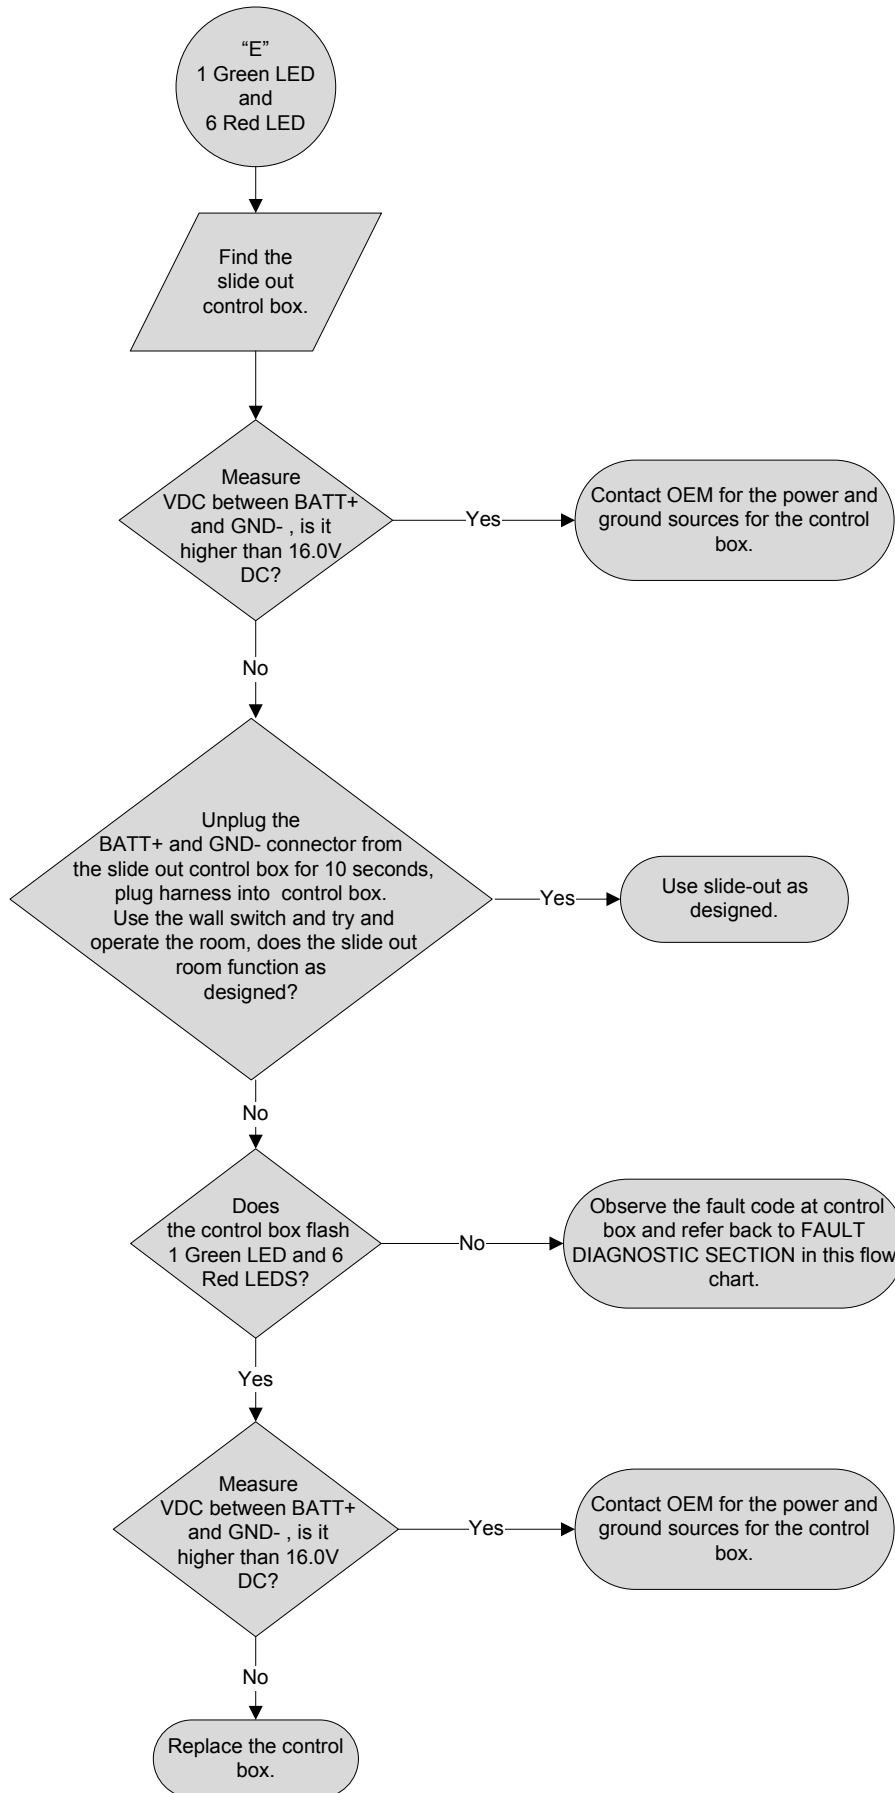 “E”
1 Green LED
and
6 Red LED
Find the
slide out
control box.
Measure
VDC between BATT+
and GND- , is it
higher than 16.0V
DC?
Yes
Contact OEM for the power and
ground sources for the control
box.
No
Unplug the
BATT+ and GND- connector from
the slide out control box for 10 seconds,
plug harness into control box.
Use the wall switch and try and
operate the room, does the slide out
room function as
designed?
Yes
Use slide-out as
designed.
No
Does
the control box flash
1 Green LED and 6
Red LEDS?
No
Observe the fault code at control
box and refer back to FAULT
DIAGNOSTIC SECTION in this flow
chart.
Yes
Measure
VDC between BATT+
and GND- , is it
higher than 16.0V
DC?
Yes
Contact OEM for the power and
ground sources for the control
box.
No
Replace the control
box.